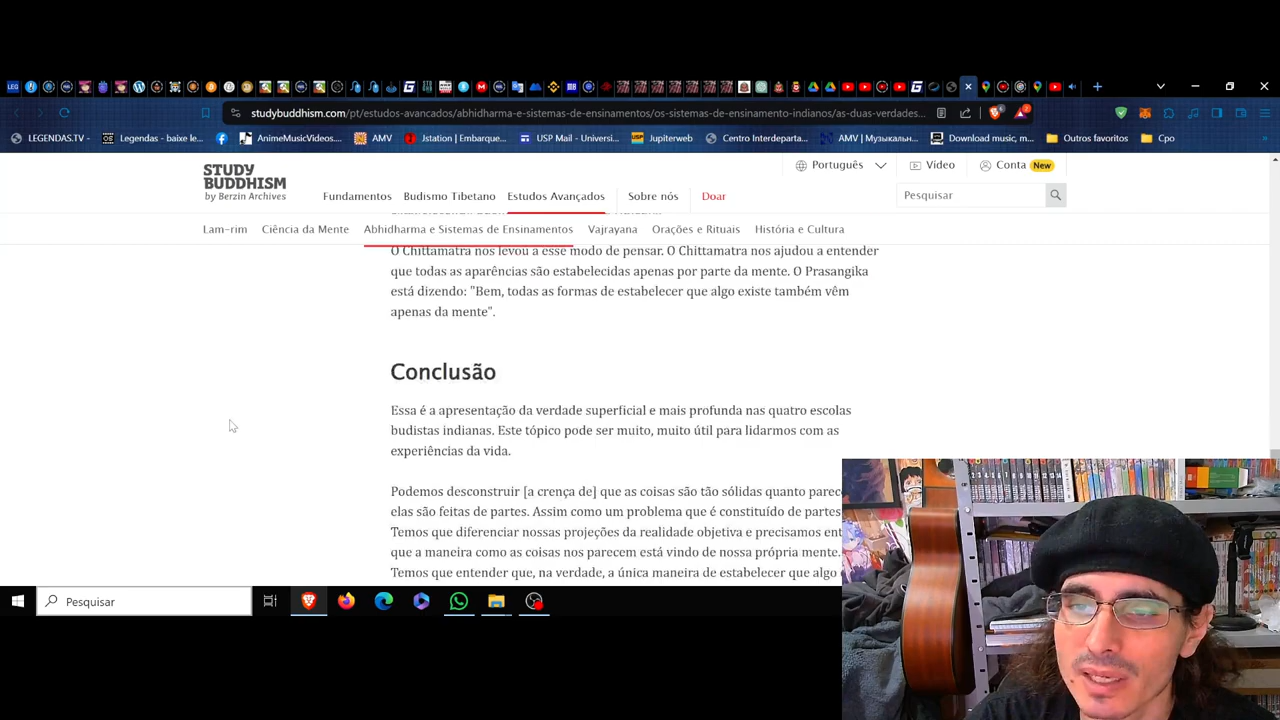 studybuddhism.com/pt/estudos-avancados/abhidharma-e-sistemas-de-ensinamentos/os-sistemas-de-ensinamento-indianos/as-duas-verdades...
LEGENDAS.TV - Legendas - baixe le... AnimeMusicVideos.... AMV Jstation | Embarque... USP Mail - Universi... Jupiterweb Centro Interdeparta... AMV | Музыкальн... Download music, m... Outros favoritos Cpo
STUDY
BUDDHISM
by Berzin Archives
Português Vídeo Conta New
Fundamentos Budismo Tibetano Estudos Avançados Sobre nós Doar Pesquisar
Lam-rim Ciência da Mente Abhidharma e Sistemas de Ensinamentos Vajrayana Orações e Rituais História e Cultura
O Chittamatra nos levou a esse modo de pensar. O Chittamatra nos ajudou a entender
que todas as aparências são estabelecidas apenas por parte da mente. O Prasangika
está dizendo: "Bem, todas as formas de estabelecer que algo existe também vêm
apenas da mente".
Conclusão
Essa é a apresentação da verdade superficial e mais profunda nas quatro escolas
budistas indianas. Este tópico pode ser muito, muito útil para lidarmos com as
experiências da vida.
Podemos desconstruir [a crença de] que as coisas são tão sólidas quanto parec
elas são feitas de partes. Assim como um problema que é constituído de partes
Temos que diferenciar nossas projeções da realidade objetiva e precisamos ent
que a maneira como as coisas nos parecem está vindo de nossa própria mente.
Temos que entender que, na verdade, a única maneira de estabelecer que algo
Pesquisar